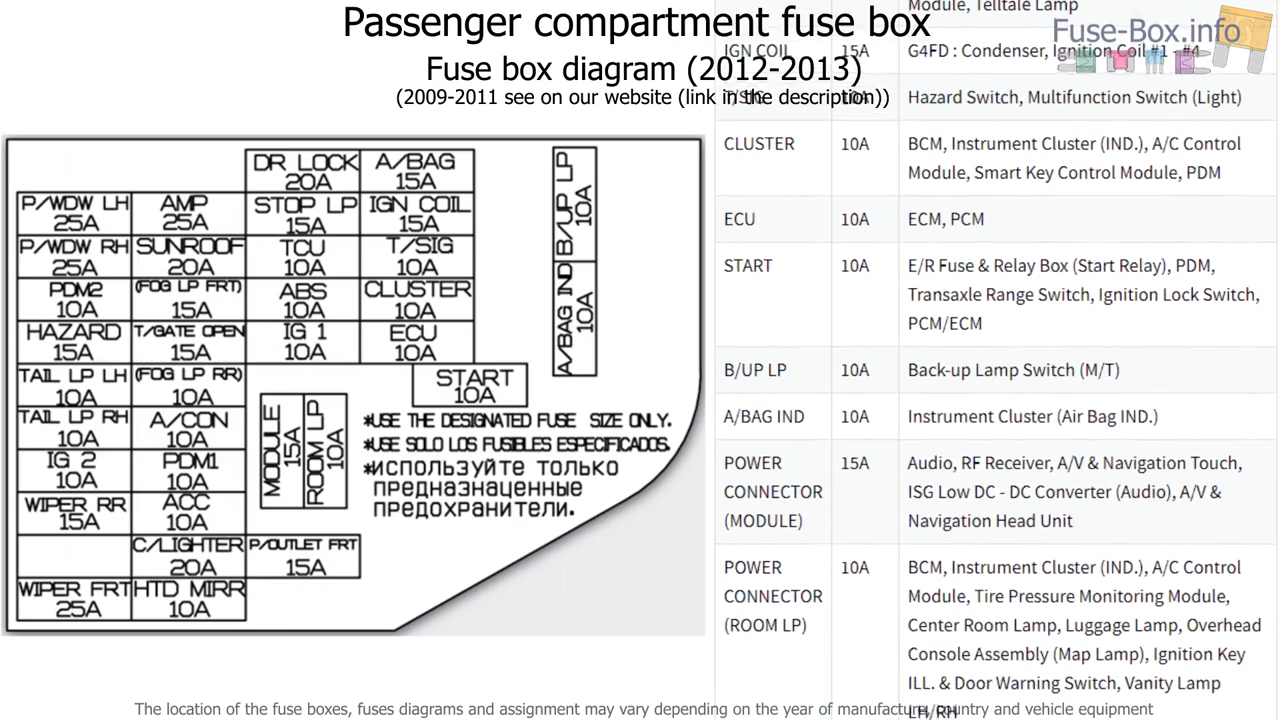 Passenger compartment fuse box
Fuse box diagram (2012-2013)
(2009-2011 see on our website (link in the description))
Fuse-Box.info
DR LOCK
20A
A/BAG
15A
P/WDW LH
25A
AMP
25A
STOP LP
15A
IGN COIL
15A
P/WDW RH
25A
SUNROOF
20A
TCU
10A
T/SIG
10A
PDM2
10A
(FOG LP FRT)
15A
ABS
10A
CLUSTER
10A
HAZARD
15A
T/GATE OPEN
15A
IG 1
10A
ECU
10A
TAIL LP LH
10A
(FOG LP RR)
10A
START
10A
TAIL LP RH
10A
A/CON
10A
IG 2
10A
PDM1
10A
WIPER RR
15A
ACC
10A
C/LIGHTER
20A
P/OUTLET FRT
15A
WIPER FRT
25A
HTD MIRR
10A
MODULE
15A
ROOM LP
10A
B/UP LP
10A
A/BAG IND
10A
*USE THE DESIGNATED FUSE SIZE ONLY.
*USE SOLO LOS FUSIBLES ESPECIFICADOS.
*используйте только
предназнаценные
предохранители.
Module, Telltale Lamp
IGN COIL 15A G4FD : Condenser, Ignition Coil #1 - #4
T/SIG 10A Hazard Switch, Multifunction Switch (Light)
CLUSTER 10A BCM, Instrument Cluster (IND.), A/C Control
Module, Smart Key Control Module, PDM
ECU 10A ECM, PCM
START 10A E/R Fuse & Relay Box (Start Relay), PDM,
Transaxle Range Switch, Ignition Lock Switch,
PCM/ECM
B/UP LP 10A Back-up Lamp Switch (M/T)
A/BAG IND 10A Instrument Cluster (Air Bag IND.)
POWER 15A Audio, RF Receiver, A/V & Navigation Touch,
CONNECTOR ISG Low DC - DC Converter (Audio), A/V &
(MODULE) Navigation Head Unit
POWER 10A BCM, Instrument Cluster (IND.), A/C Control
CONNECTOR Module, Tire Pressure Monitoring Module,
(ROOM LP) Center Room Lamp, Luggage Lamp, Overhead
Console Assembly (Map Lamp), Ignition Key
ILL. & Door Warning Switch, Vanity Lamp
LH/RH
The location of the fuse boxes, fuses diagrams and assignment may vary depending on the year of manufacture, country and vehicle equipment